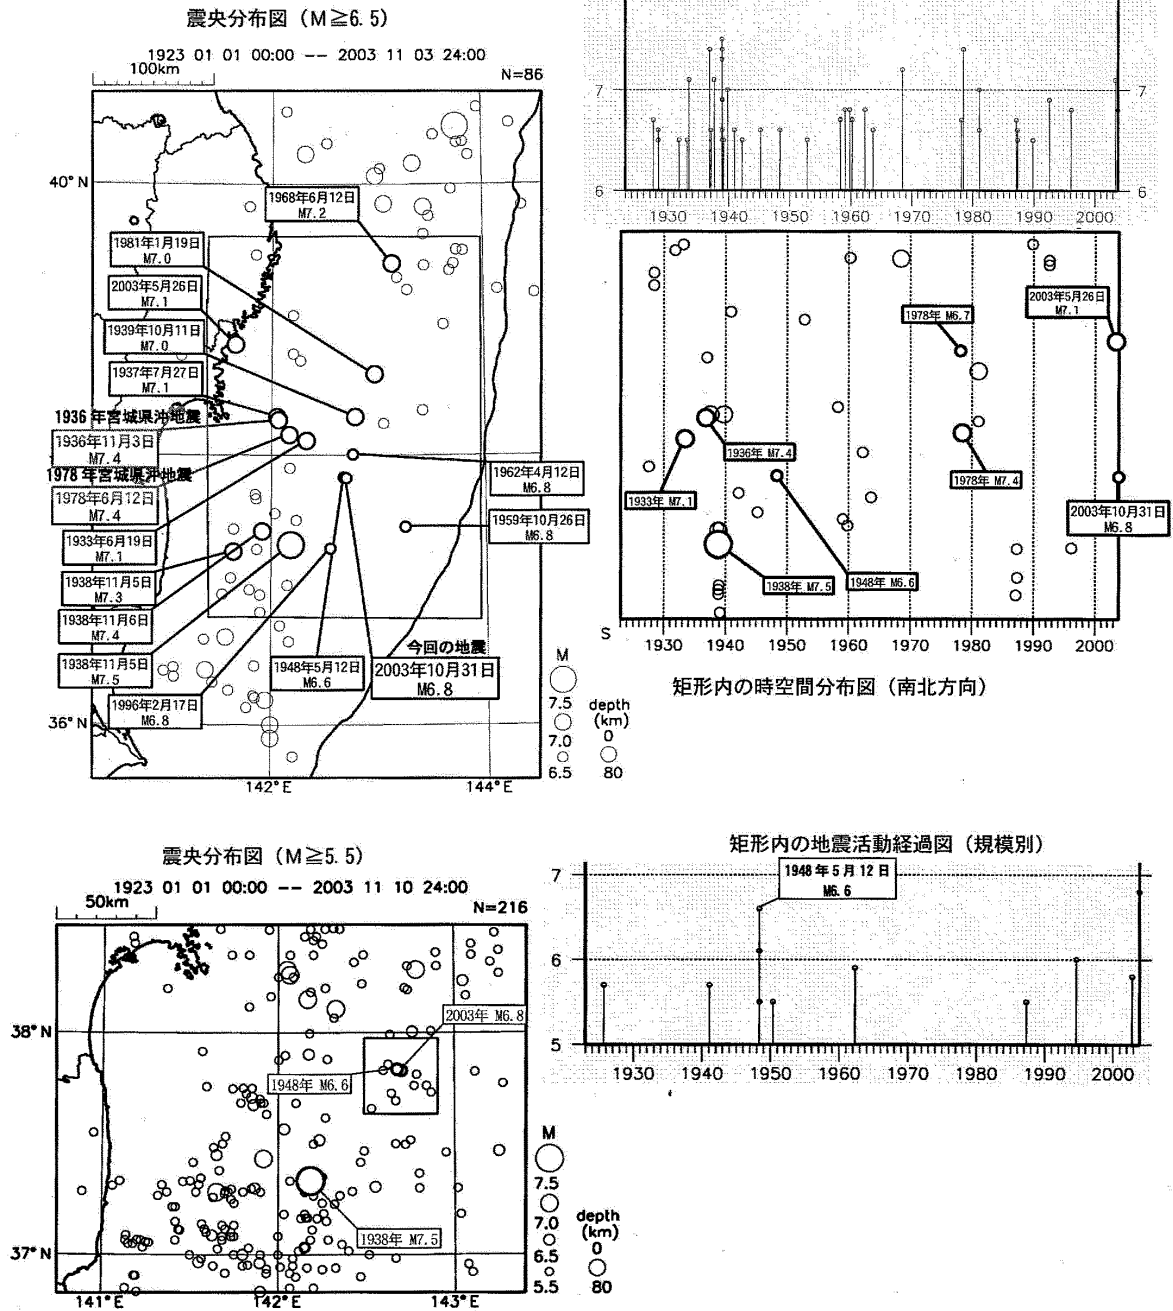 震央分布図（M≧6.5）
1923 01 01 00:00 -- 2003 11 03 24:00
100km
N=86
40°N
1968年6月12日
M7.2
1981年1月19日
M7.0
2003年5月26日
M7.1
1939年10月11日
M7.0
1937年7月27日
M7.1
1936年宮城県沖地震
1936年11月3日
M7.4
1978年宮城県沖地震
1978年6月12日
M7.4
1933年6月19日
M7.1
1938年11月5日
M7.3
1938年11月6日
M7.4
1938年11月5日
M7.5
1996年2月17日
M6.8
1962年4月12日
M6.8
1959年10月26日
M6.8
1948年5月12日
M6.6
今回の地震
2003年10月31日
M6.8
36°N
142°E
144°E
M
7.5
7.0
6.5
depth
(km)
0
80
7
7
6
6
1930 1940 1950 1960 1970 1980 1990 2000
1978年 M6.7
2003年5月26日
M7.1
1936年 M7.4
1933年 M7.1
1978年 M7.4
2003年10月31日
M6.8
1938年 M7.5
1948年 M6.6
S
1930 1940 1950 1960 1970 1980 1990 2000
矩形内の時空間分布図（南北方向）
震央分布図（M≧5.5）
1923 01 01 00:00 -- 2003 11 10 24:00
50km
N=216
38°N
37°N
2003年 M6.8
1948年 M6.6
1938年 M7.5
141°E
142°E
143°E
M
7.5
7.0
6.5
5.5
depth
(km)
0
80
矩形内の地震活動経過図（規模別）
1948年5月12日
M6.6
7
7
6
6
5
5
1930 1940 1950 1960 1970 1980 1990 2000